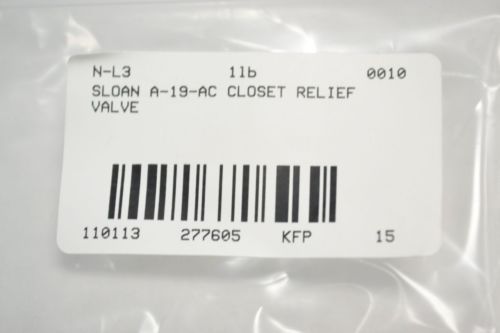 N-L3 1lb 0010
SLOAN A-19-AC CLOSET RELIEF
VALVE
110113 277605 KFP 15